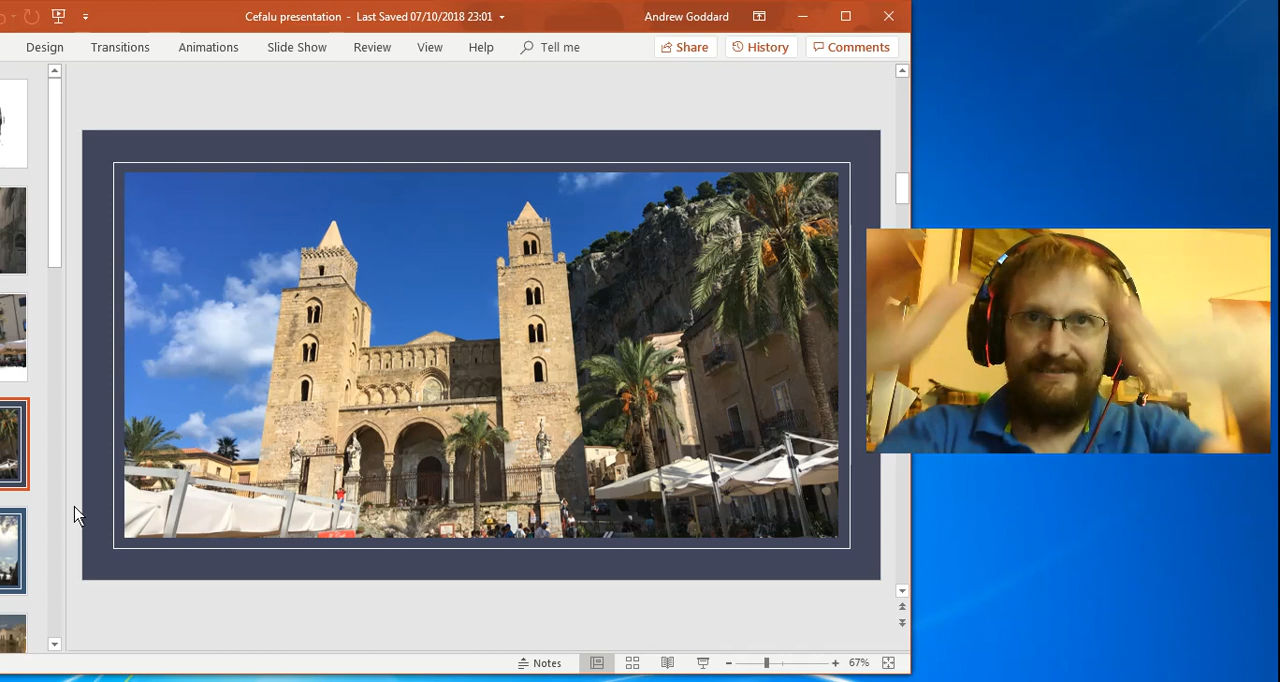 Cefalu presentation - Last Saved 07/10/2018 23:01
Andrew Goddard
Design Transitions Animations Slide Show Review View Help Tell me Share History Comments
Notes 67%